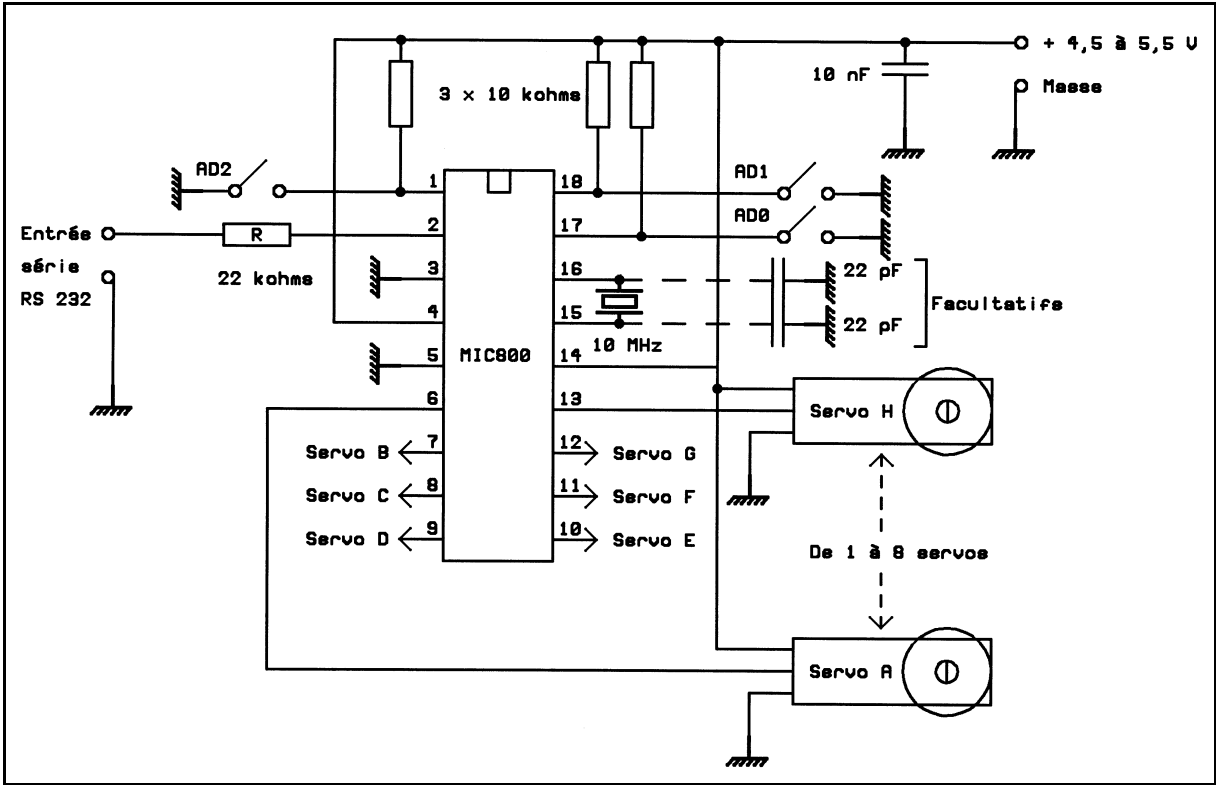 + 4,5 à 5,5 V
10 nF
Masse
3 x 10 kohms
AD2
AD1
AD0
1
18
2
17
3
16
4
15
5
14
6
13
7
12
8
11
9
10
Entrée
série
RS 232
R
22 kohms
22 pF
22 pF
Facultatifs
10 MHz
MIC800
Servo H
Servo B
Servo G
Servo C
Servo F
Servo D
Servo E
De 1 à 8 servos
Servo A